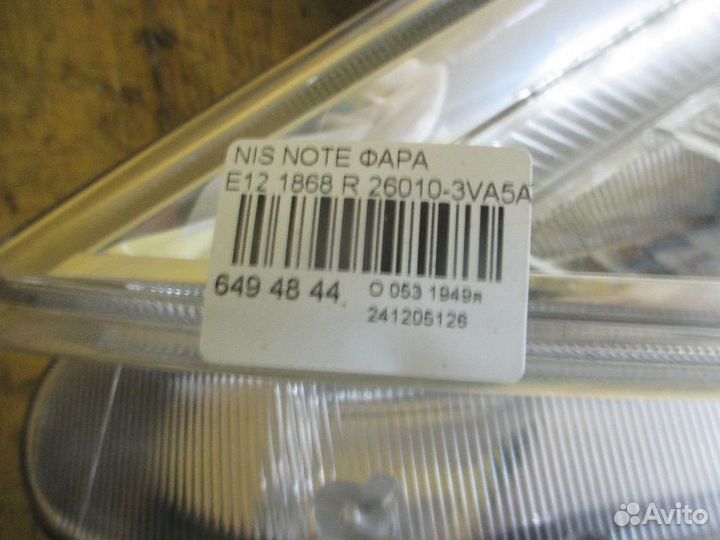 NIS NOTE ФАРА
E12 1868 R 26010-3VA5A
649 48 44
О 053 1949я
241205126
Avito